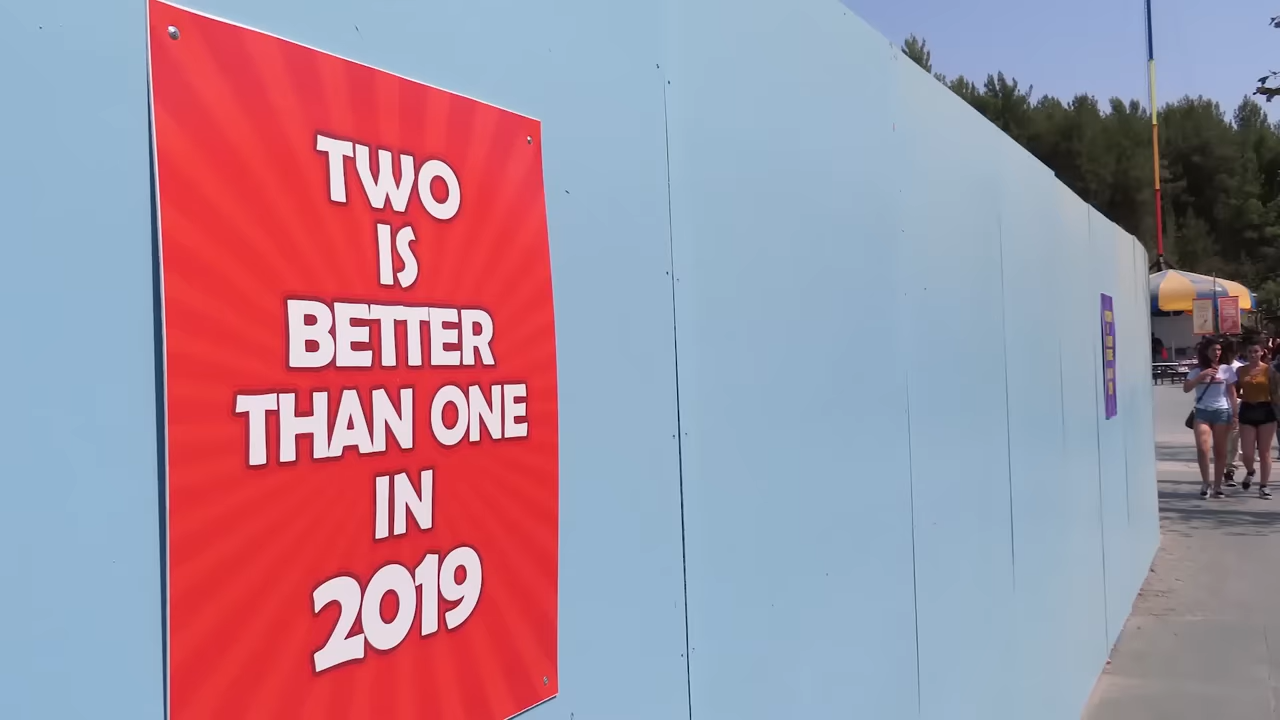 TWO
IS
BETTER
THAN ONE
IN
2019